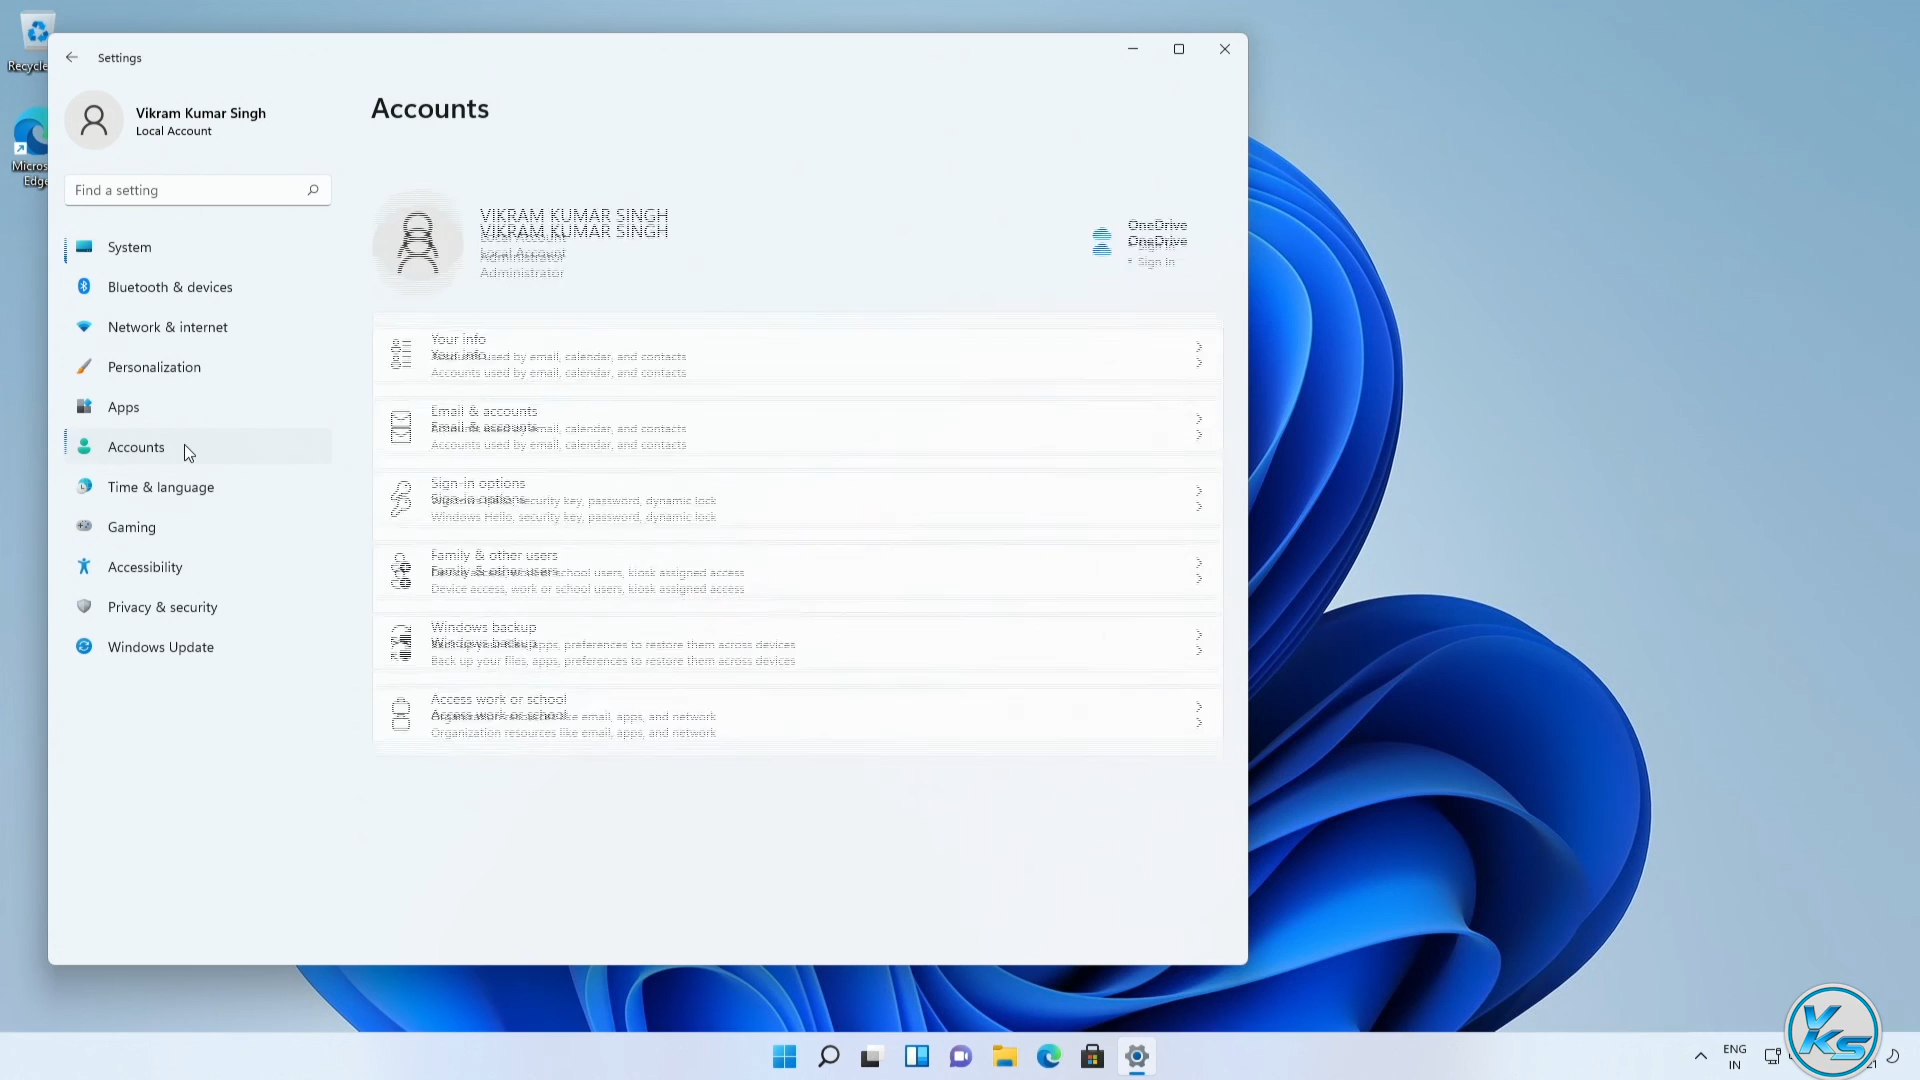 Recycle
Micros
Edge
Settings
Vikram Kumar Singh
Local Account
Find a setting
System
Bluetooth & devices
Network & internet
Personalization
Apps
Accounts
Time & language
Gaming
Accessibility
Privacy & security
Windows Update
Accounts
VIKRAM KUMAR SINGH
Local Account
Administrator
OneDrive
Sign In
Your info
Accounts used by email, calendar, and contacts
Email & accounts
Accounts used by email, calendar, and contacts
Sign-in options
Windows Hello, security key, password, dynamic lock
Family & other users
Device access, work or school users, kiosk assigned access
Windows backup
Back up your files, apps, preferences to restore them across devices
Access work or school
Organization resources like email, apps, and network
ENG
IN
21
YKS